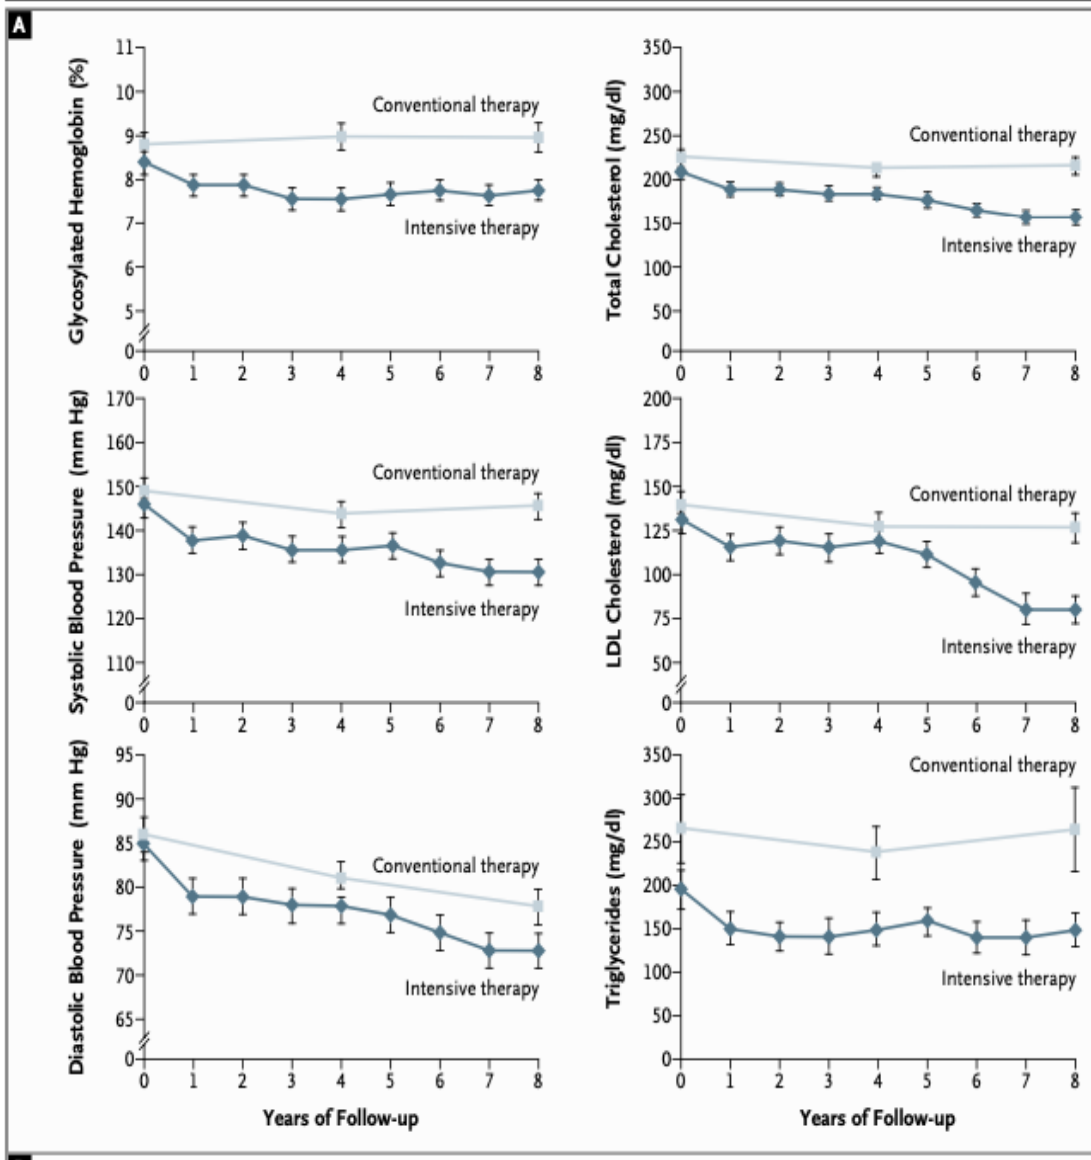 A
Glycosylated Hemoglobin (%)
11
10
9
8
7
6
5
0
Conventional therapy
Intensive therapy
0 1 2 3 4 5 6 7 8
Total Cholesterol (mg/dl)
350
300
250
200
150
100
50
0
Conventional therapy
Intensive therapy
0 1 2 3 4 5 6 7 8
Systolic Blood Pressure (mm Hg)
170
160
150
140
130
120
110
0
Conventional therapy
Intensive therapy
0 1 2 3 4 5 6 7 8
LDL Cholesterol (mg/dl)
200
175
150
125
100
75
50
0
Conventional therapy
Intensive therapy
0 1 2 3 4 5 6 7 8
Diastolic Blood Pressure (mm Hg)
95
90
85
80
75
70
65
0
Conventional therapy
Intensive therapy
0 1 2 3 4 5 6 7 8
Years of Follow-up
Triglycerides (mg/dl)
350
300
250
200
150
100
50
0
Conventional therapy
Intensive therapy
0 1 2 3 4 5 6 7 8
Years of Follow-up